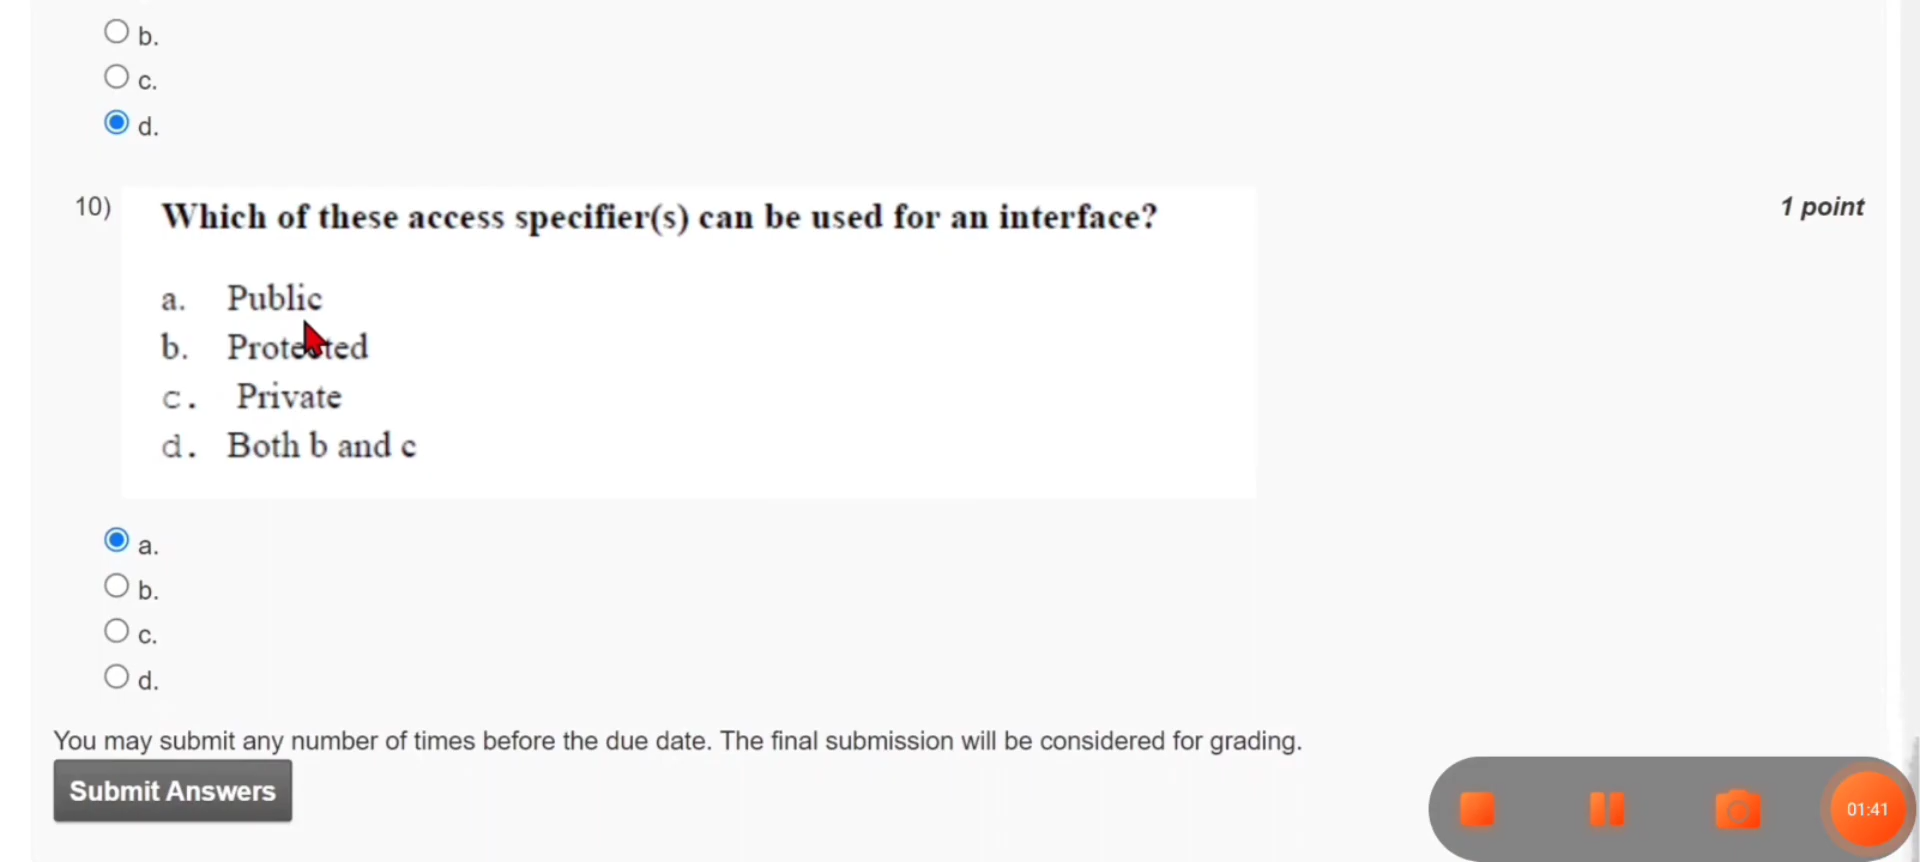 b.
c.
d.
10) Which of these access specifier(s) can be used for an interface? 1 point
a. Public
b. Protected
c. Private
d. Both b and c
a.
b.
c.
d.
You may submit any number of times before the due date. The final submission will be considered for grading.
Submit Answers
01:41